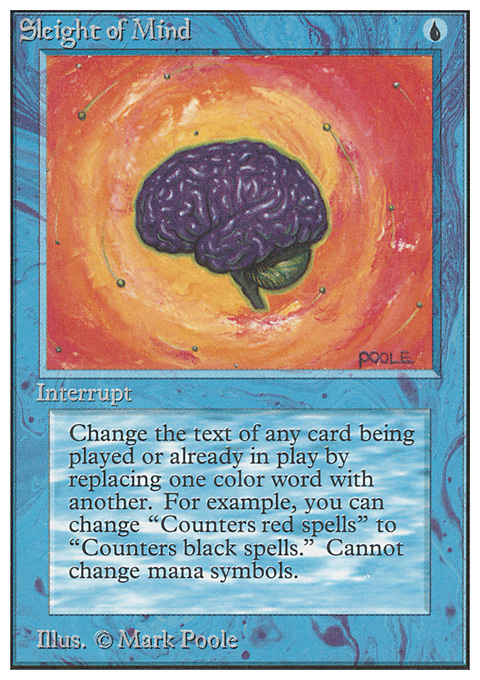 Sleight of Mind
POOLE
Interrupt
Change the text of any card being
played or already in play by
replacing one color word with
another. For example, you can
change “Counters red spells” to
“Counters black spells.” Cannot
change mana symbols.
Illus. © Mark Poole